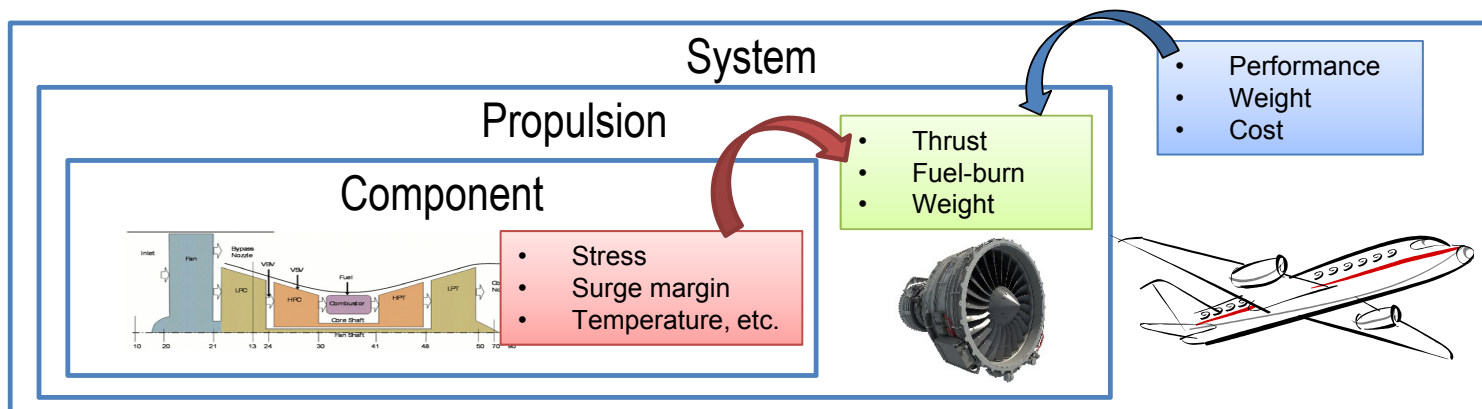 System
• Performance
• Weight
• Cost
Propulsion
• Thrust
• Fuel-burn
• Weight
Component
• Stress
• Surge margin
• Temperature, etc.
Inlet
Fan
Bypass
Nozzle
VBV
VSV
Fuel
LPC
HPC
Combustor
HPT
LPT
Core Shaft
Fan Shaft
10 20 21 13 24 30 41 48 50 70